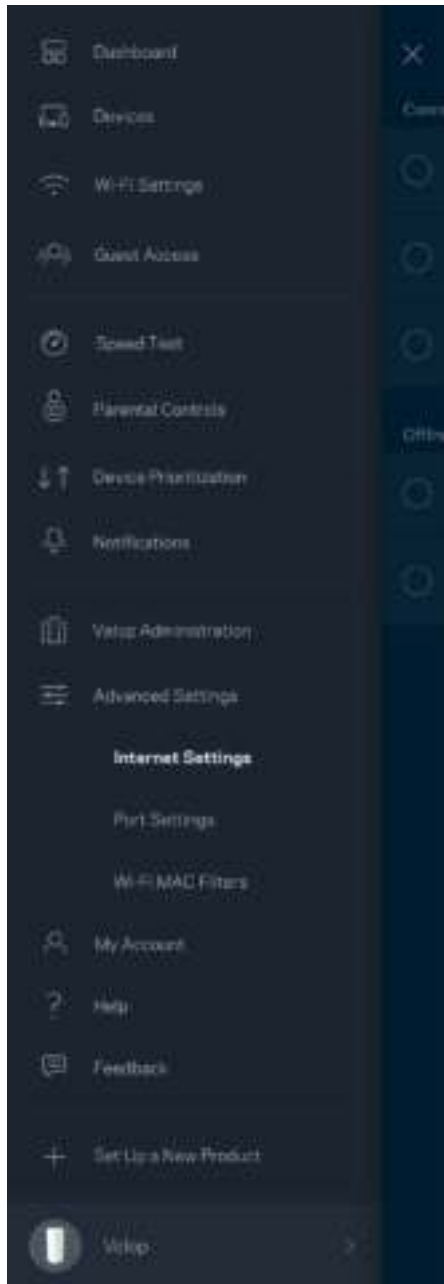 Dashboard
Devices
Wi-Fi Settings
Guest Access
Speed Test
Parental Controls
Device Prioritization
Notifications
Velop Administration
Advanced Settings
Internet Settings
Port Settings
Wi-Fi MAC Filters
My Account
Help
Feedback
Set Up a New Product
Velop